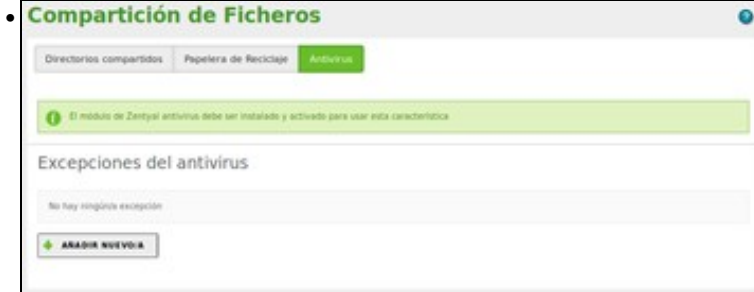 Compartición de Ficheros
Directorios compartidos Papelera de Reciclaje Antivirus
El módulo de Zentyal antivirus debe ser instalado y activado para usar esta característica
Excepciones del antivirus
No hay ningún/a excepción
AÑADIR NUEVO/A